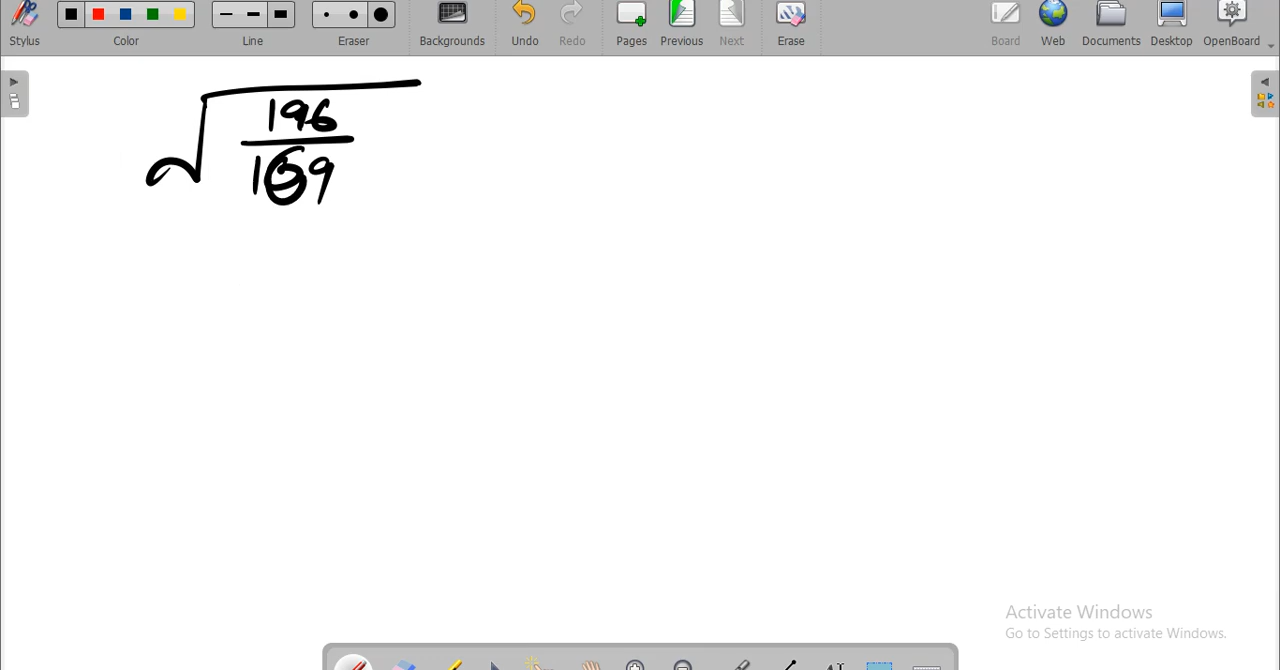 Stylus
Color
Line
Eraser
Backgrounds
Undo
Redo
Pages
Previous
Next
Erase
Board
Web
Documents
Desktop
OpenBoard
√196
169
Activate Windows
Go to Settings to activate Windows.